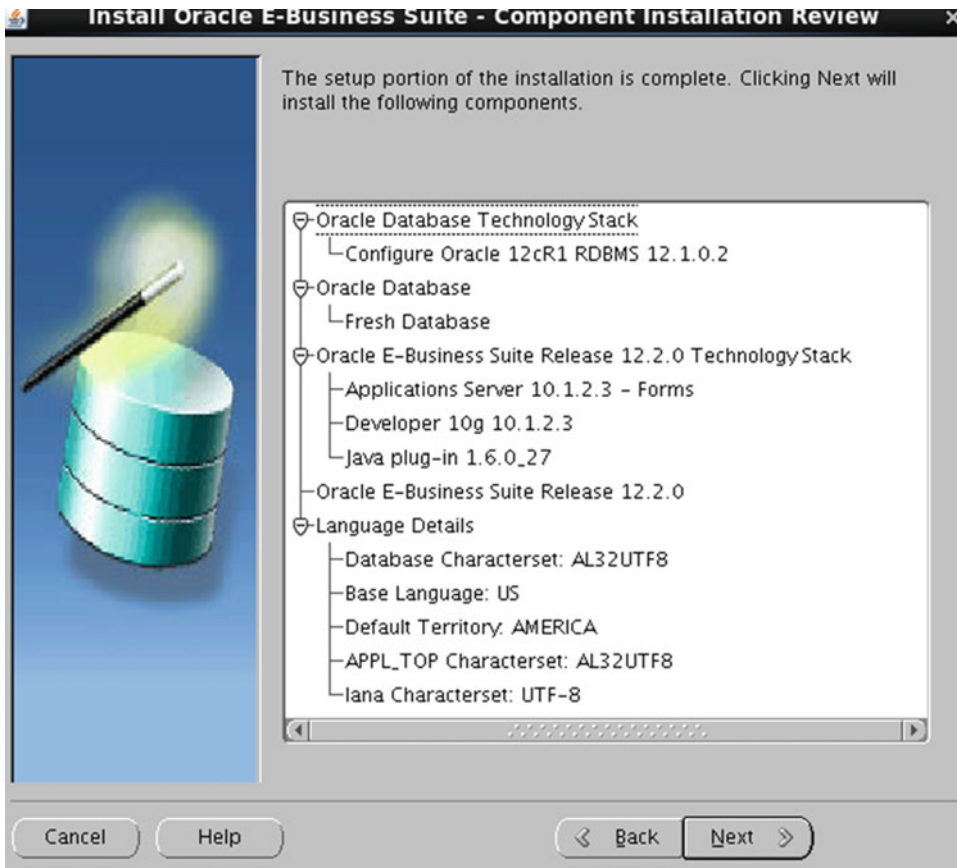 Install Oracle E-Business Suite - Component Installation Review
The setup portion of the installation is complete. Clicking Next will
install the following components.
Oracle Database Technology Stack
Configure Oracle 12cR1 RDBMS 12.1.0.2
Oracle Database
Fresh Database
Oracle E-Business Suite Release 12.2.0 Technology Stack
Applications Server 10.1.2.3 - Forms
Developer 10g 10.1.2.3
Java plug-in 1.6.0_27
Oracle E-Business Suite Release 12.2.0
Language Details
Database Characterset: AL32UTF8
Base Language: US
Default Territory: AMERICA
APPL_TOP Characterset: AL32UTF8
Iana Characterset: UTF-8
Cancel Help Back Next